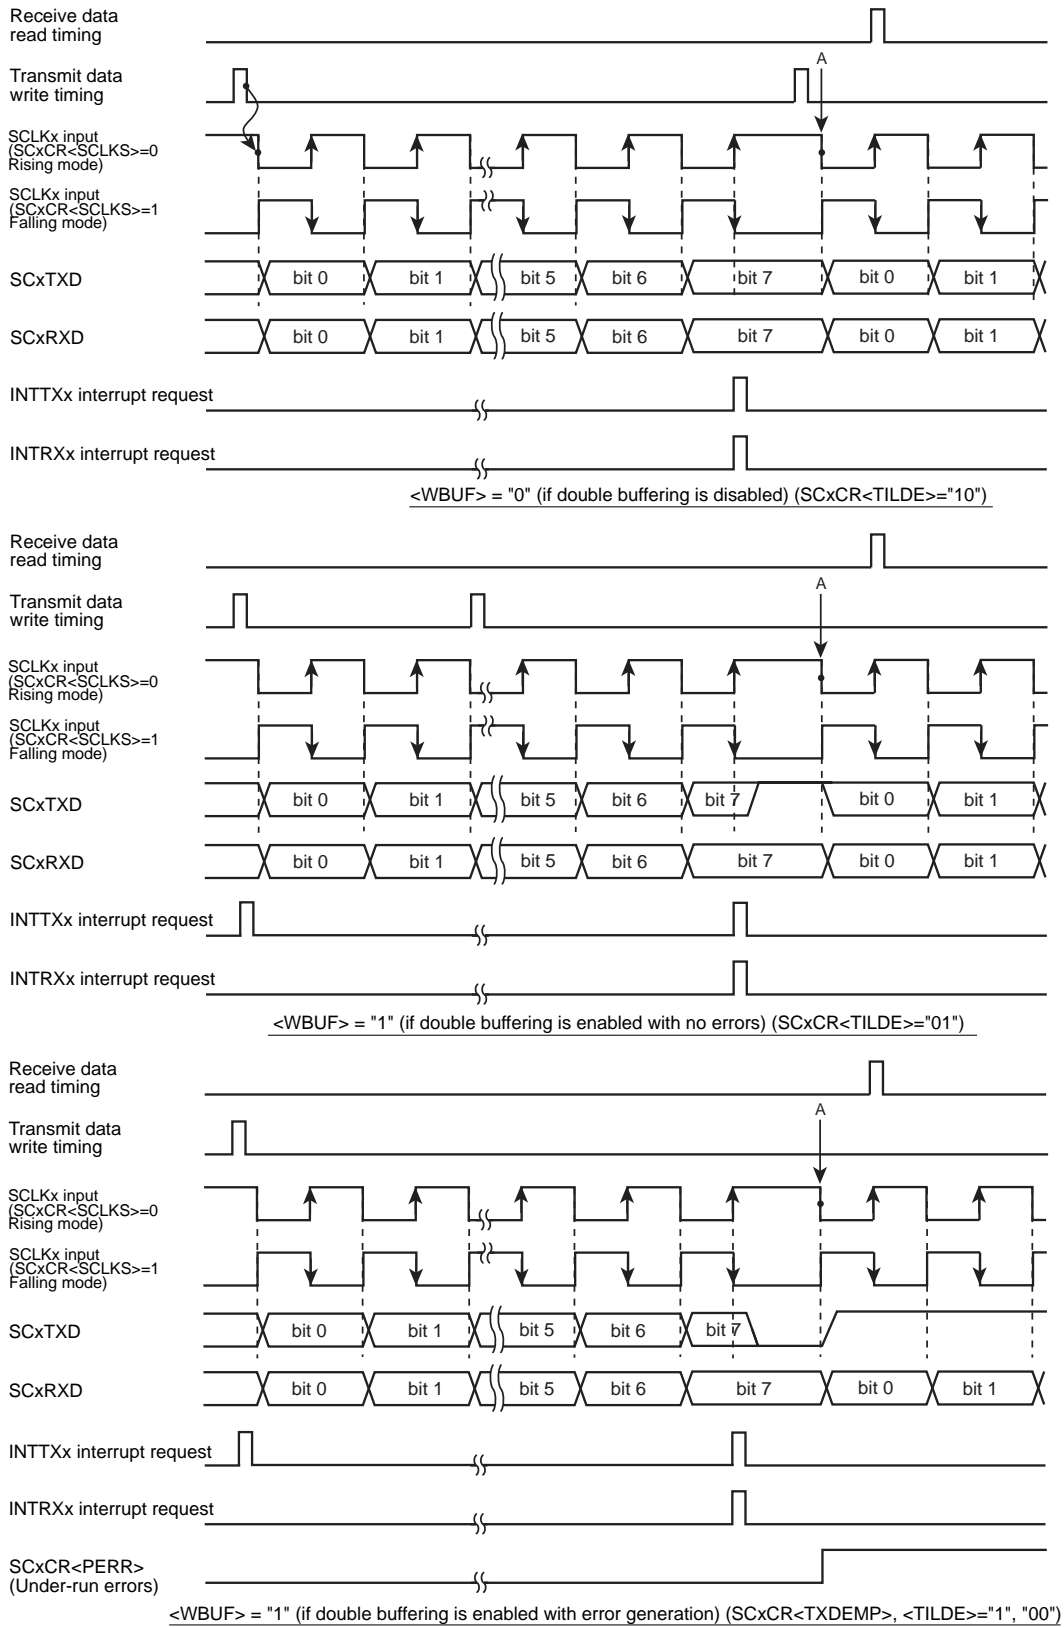 Receive data
read timing
A
Transmit data
write timing
SCLKx input
(SCxCR<SCLKS>=0
Rising mode)
SCLKx input
(SCxCR<SCLKS>=1
Falling mode)
SCxTXD
bit 0
bit 1
bit 5
bit 6
bit 7
bit 0
bit 1
SCxRXD
bit 0
bit 1
bit 5
bit 6
bit 7
bit 0
bit 1
INTTXx interrupt request
INTRXx interrupt request
<WBUF> = "0" (if double buffering is disabled) (SCxCR<TILDE>="10")
Receive data
read timing
A
Transmit data
write timing
SCLKx input
(SCxCR<SCLKS>=0
Rising mode)
SCLKx input
(SCxCR<SCLKS>=1
Falling mode)
SCxTXD
bit 0
bit 1
bit 5
bit 6
bit 7
bit 0
bit 1
SCxRXD
bit 0
bit 1
bit 5
bit 6
bit 7
bit 0
bit 1
INTTXx interrupt request
INTRXx interrupt request
<WBUF> = "1" (if double buffering is enabled with no errors) (SCxCR<TILDE>="01")
Receive data
read timing
A
Transmit data
write timing
SCLKx input
(SCxCR<SCLKS>=0
Rising mode)
SCLKx input
(SCxCR<SCLKS>=1
Falling mode)
SCxTXD
bit 0
bit 1
bit 5
bit 6
bit 7
SCxRXD
bit 0
bit 1
bit 5
bit 6
bit 7
bit 0
bit 1
INTTXx interrupt request
INTRXx interrupt request
SCxCR<PERR>
(Under-run errors)
<WBUF> = "1" (if double buffering is enabled with error generation) (SCxCR<TXDEMP>, <TILDE>="1", "00")